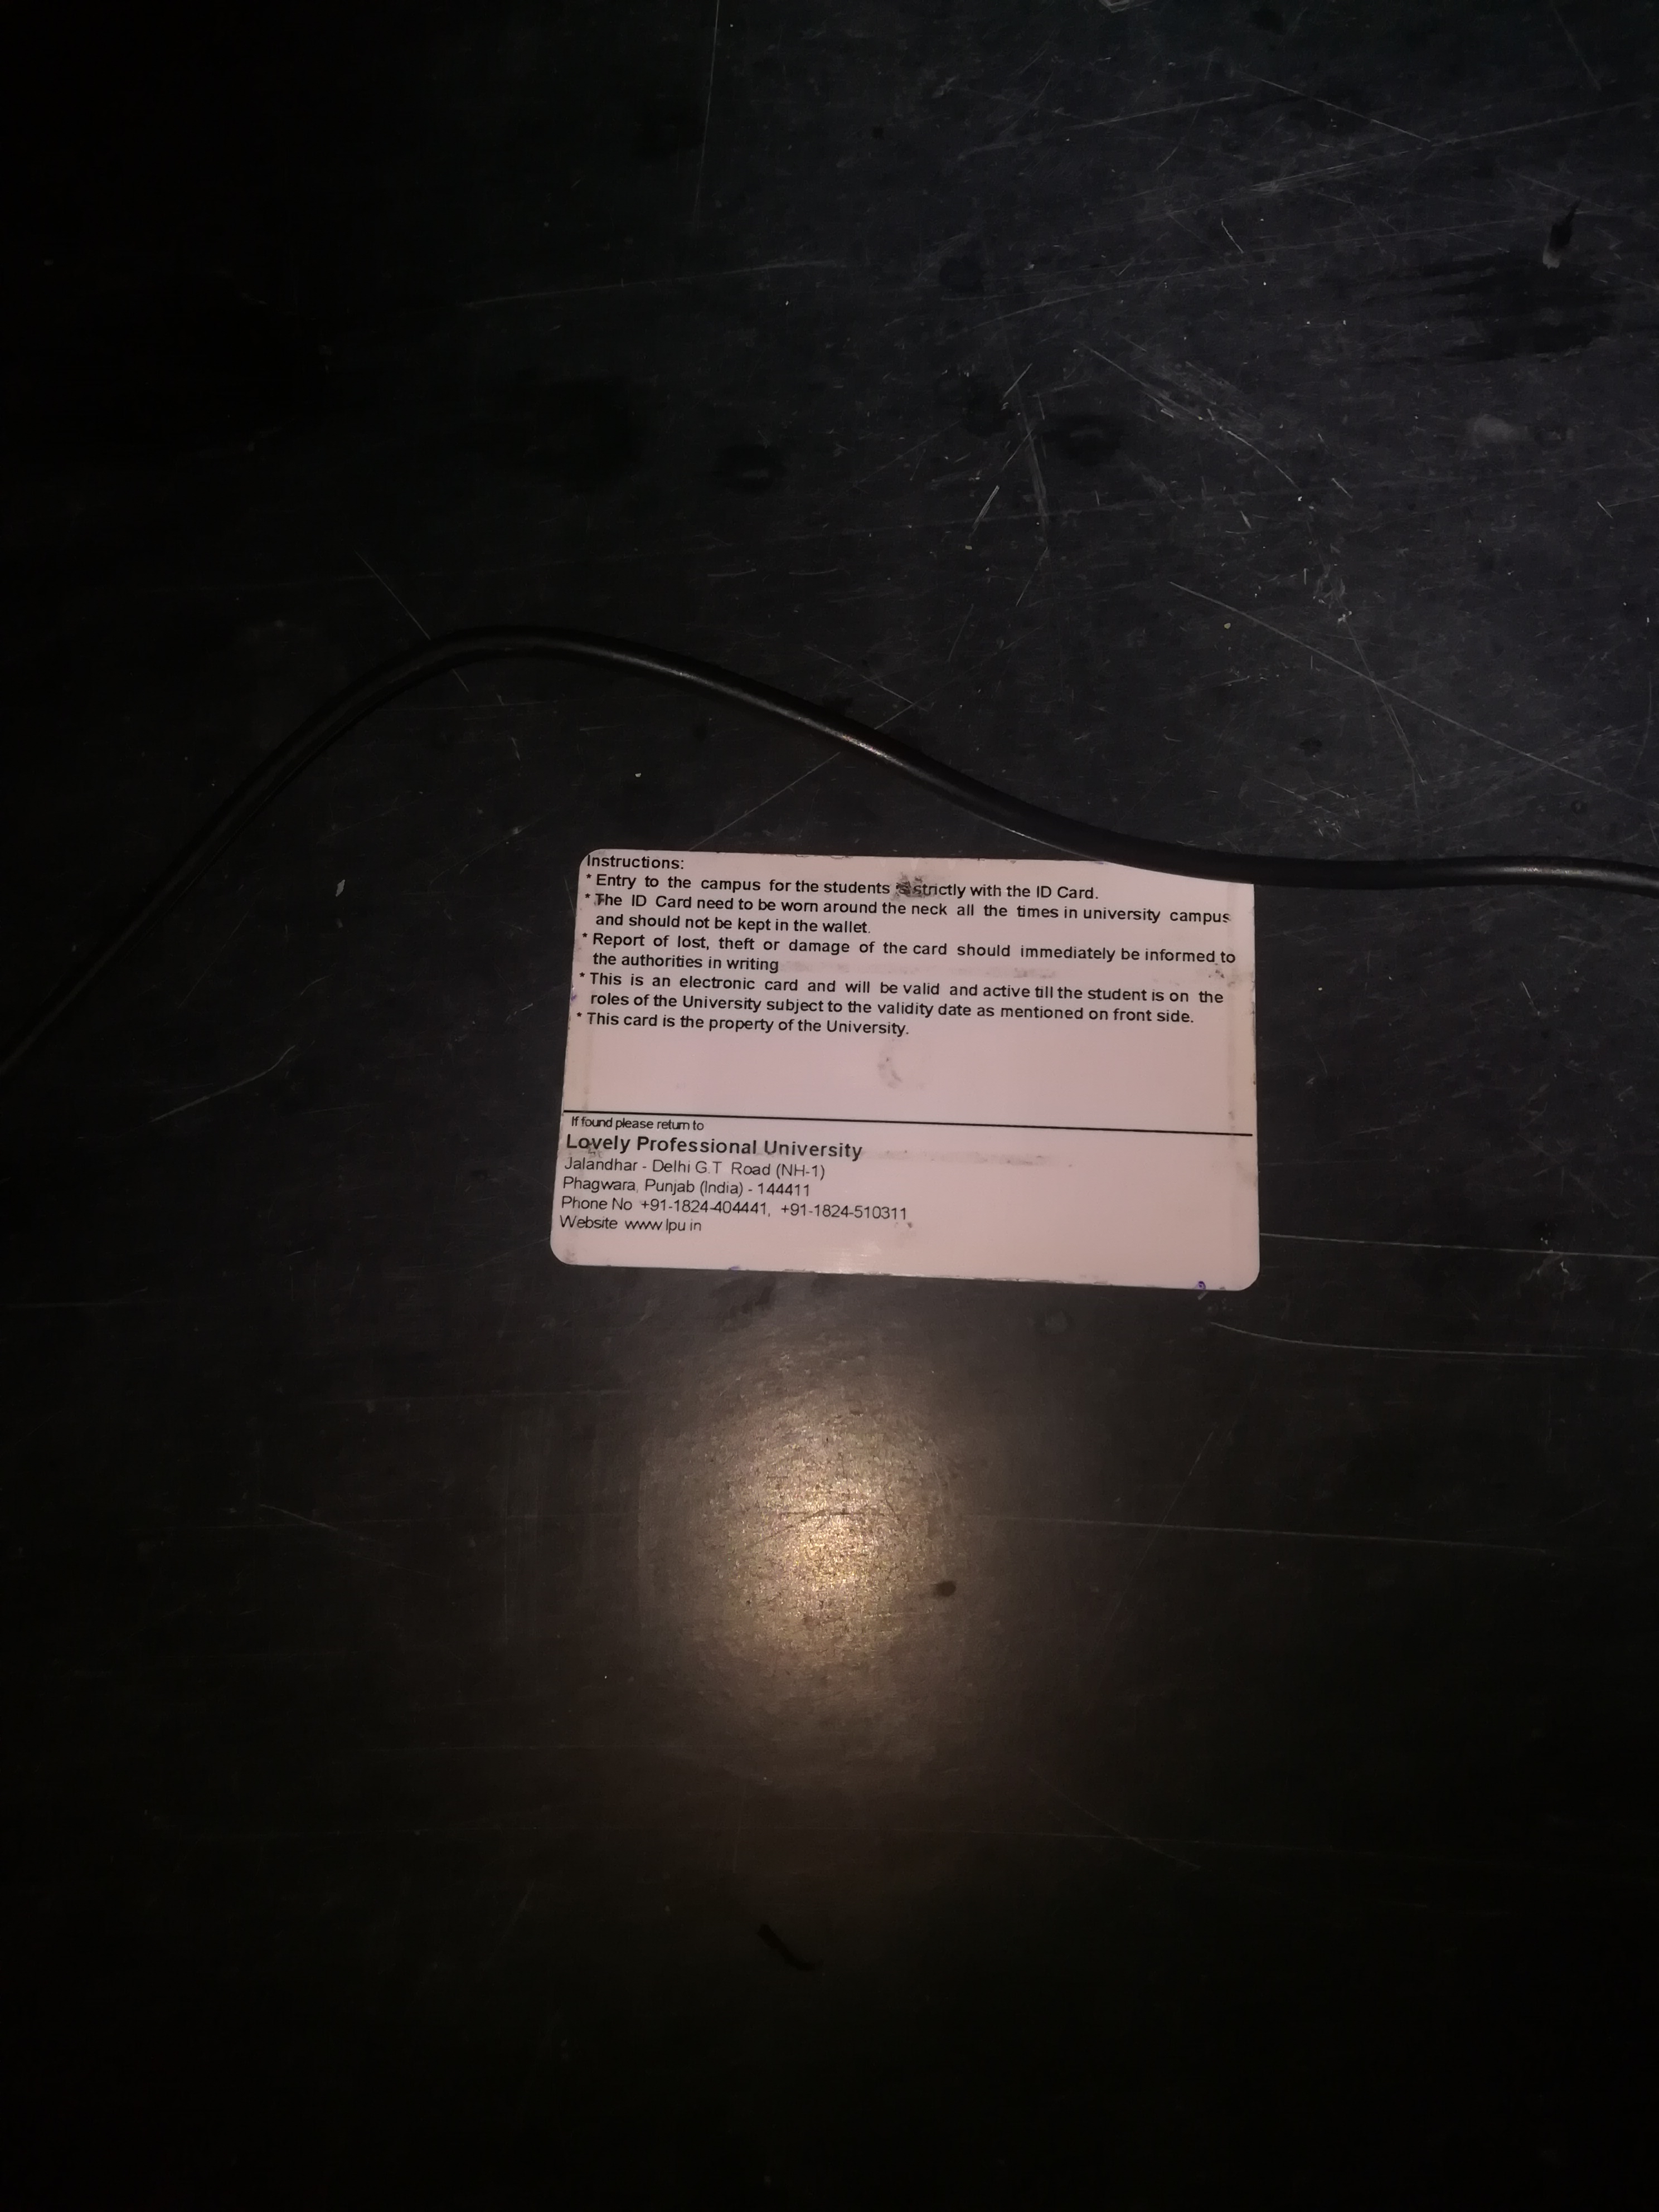 Instructions:
* Entry to the campus for the students is strictly with the ID Card.
* The ID Card need to be worn around the neck all the times in university campus
and should not be kept in the wallet.
* Report of lost, theft or damage of the card should immediately be informed to
the authorities in writing
* This is an electronic card and will be valid and active till the student is on the
roles of the University subject to the validity date as mentioned on front side.
* This card is the property of the University.
If found please return to
Lovely Professional University
Jalandhar - Delhi G.T Road (NH-1)
Phagwara, Punjab (India) - 144411
Phone No +91-1824-404441, +91-1824-510311
Website www lpu in